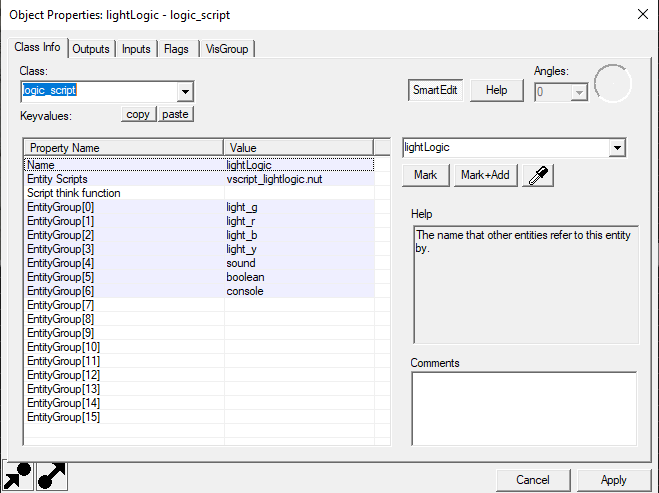 Object Properties: lightLogic - logic_script
Class Info Outputs Inputs Flags VisGroup
Class:
logic_script
SmartEdit Help
Angles:
0
Keyvalues: copy paste
Property Name Value
Name lightLogic
Entity Scripts vscript_lightlogic.nut
Script think function
EntityGroup[0] light_g
EntityGroup[1] light_r
EntityGroup[2] light_b
EntityGroup[3] light_y
EntityGroup[4] sound
EntityGroup[5] boolean
EntityGroup[6] console
EntityGroup[7]
EntityGroup[8]
EntityGroup[9]
EntityGroup[10]
EntityGroup[11]
EntityGroup[12]
EntityGroup[13]
EntityGroup[14]
EntityGroup[15]
lightLogic
Mark Mark+Add
Help
The name that other entities refer to this entity
by.
Comments
Cancel Apply